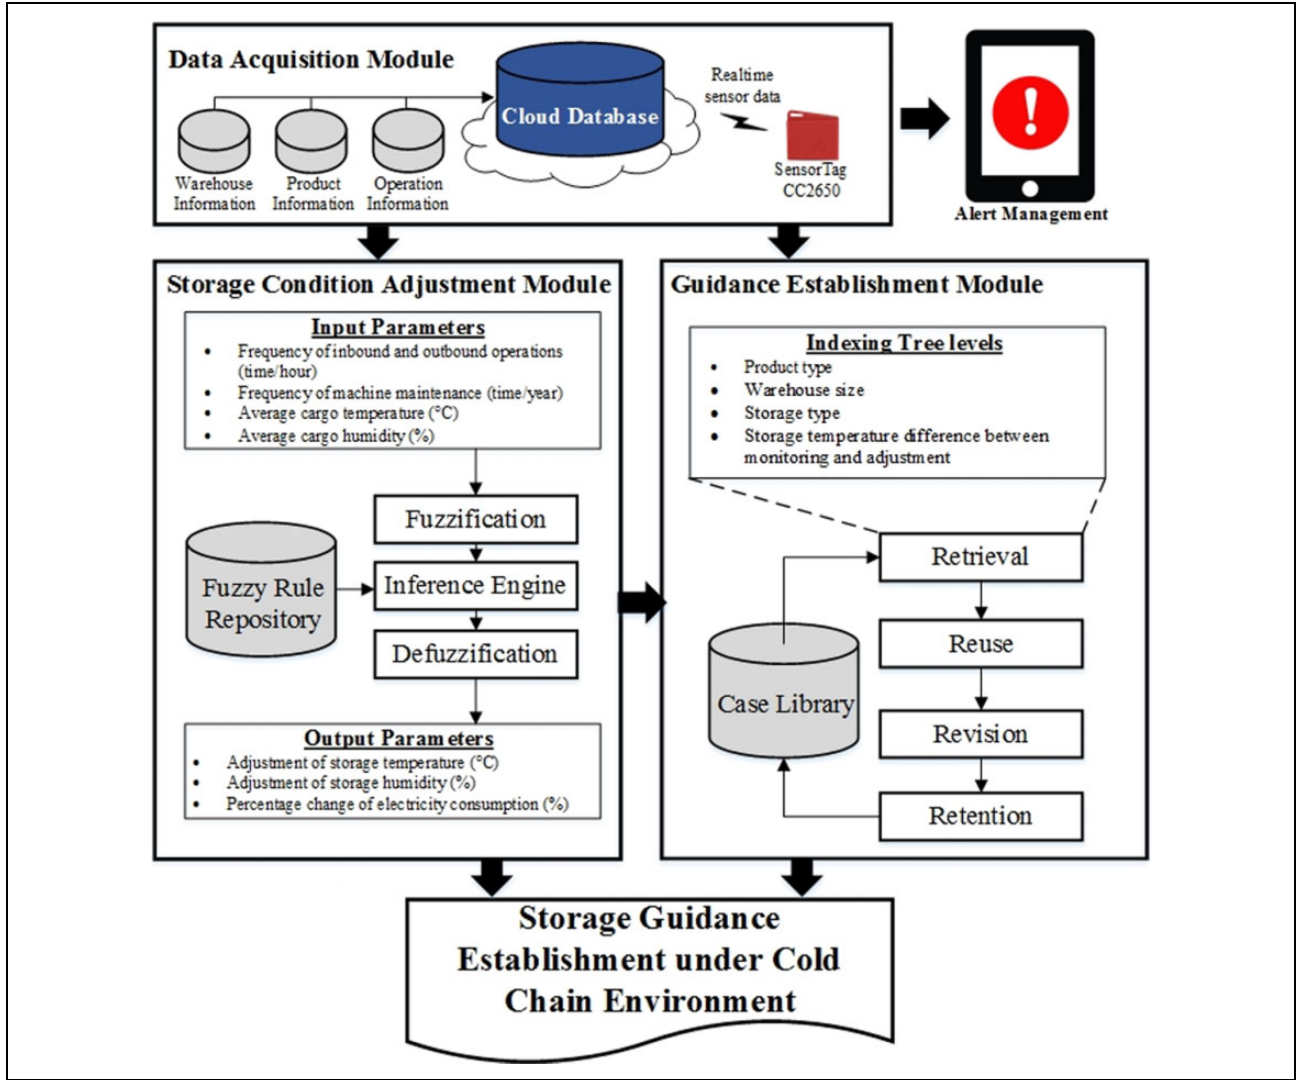 Data Acquisition Module
Cloud Database
Realtime
sensor data
SensorTag
CC2650
Warehouse
Information
Product
Information
Operation
Information
Alert Management
Storage Condition Adjustment Module
Input Parameters
• Frequency of inbound and outbound operations
(time/hour)
• Frequency of machine maintenance (time/year)
• Average cargo temperature (°C)
• Average cargo humidity (%)
Fuzzification
Fuzzy Rule
Repository
Inference Engine
Defuzzification
Output Parameters
• Adjustment of storage temperature (°C)
• Adjustment of storage humidity (%)
• Percentage change of electricity consumption (%)
Guidance Establishment Module
Indexing Tree levels
• Product type
• Warehouse size
• Storage type
• Storage temperature difference between
monitoring and adjustment
Retrieval
Reuse
Case Library
Revision
Retention
Storage Guidance
Establishment under Cold
Chain Environment